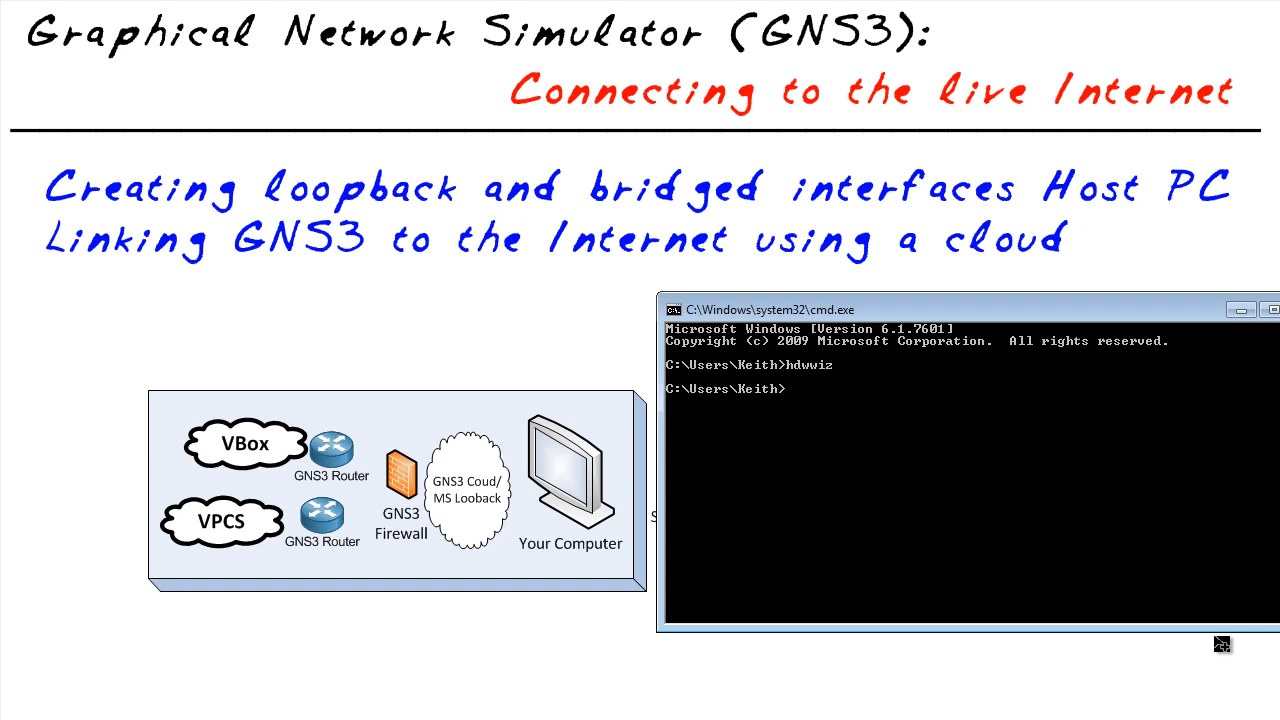 Graphical Network Simulator (GNS3):
Connecting to the live Internet
Creating loopback and bridged interfaces Host PC
Linking GNS3 to the Internet using a cloud
C:\Windows\system32\cmd.exe
Microsoft Windows [Version 6.1.7601]
Copyright (c) 2009 Microsoft Corporation.  All rights reserved.
C:\Users\Keith>hdwwiz
C:\Users\Keith>
VBox
GNS3 Router
VPCS
GNS3 Router
GNS3
Firewall
GNS3 Coud/
MS Looback
Your Computer